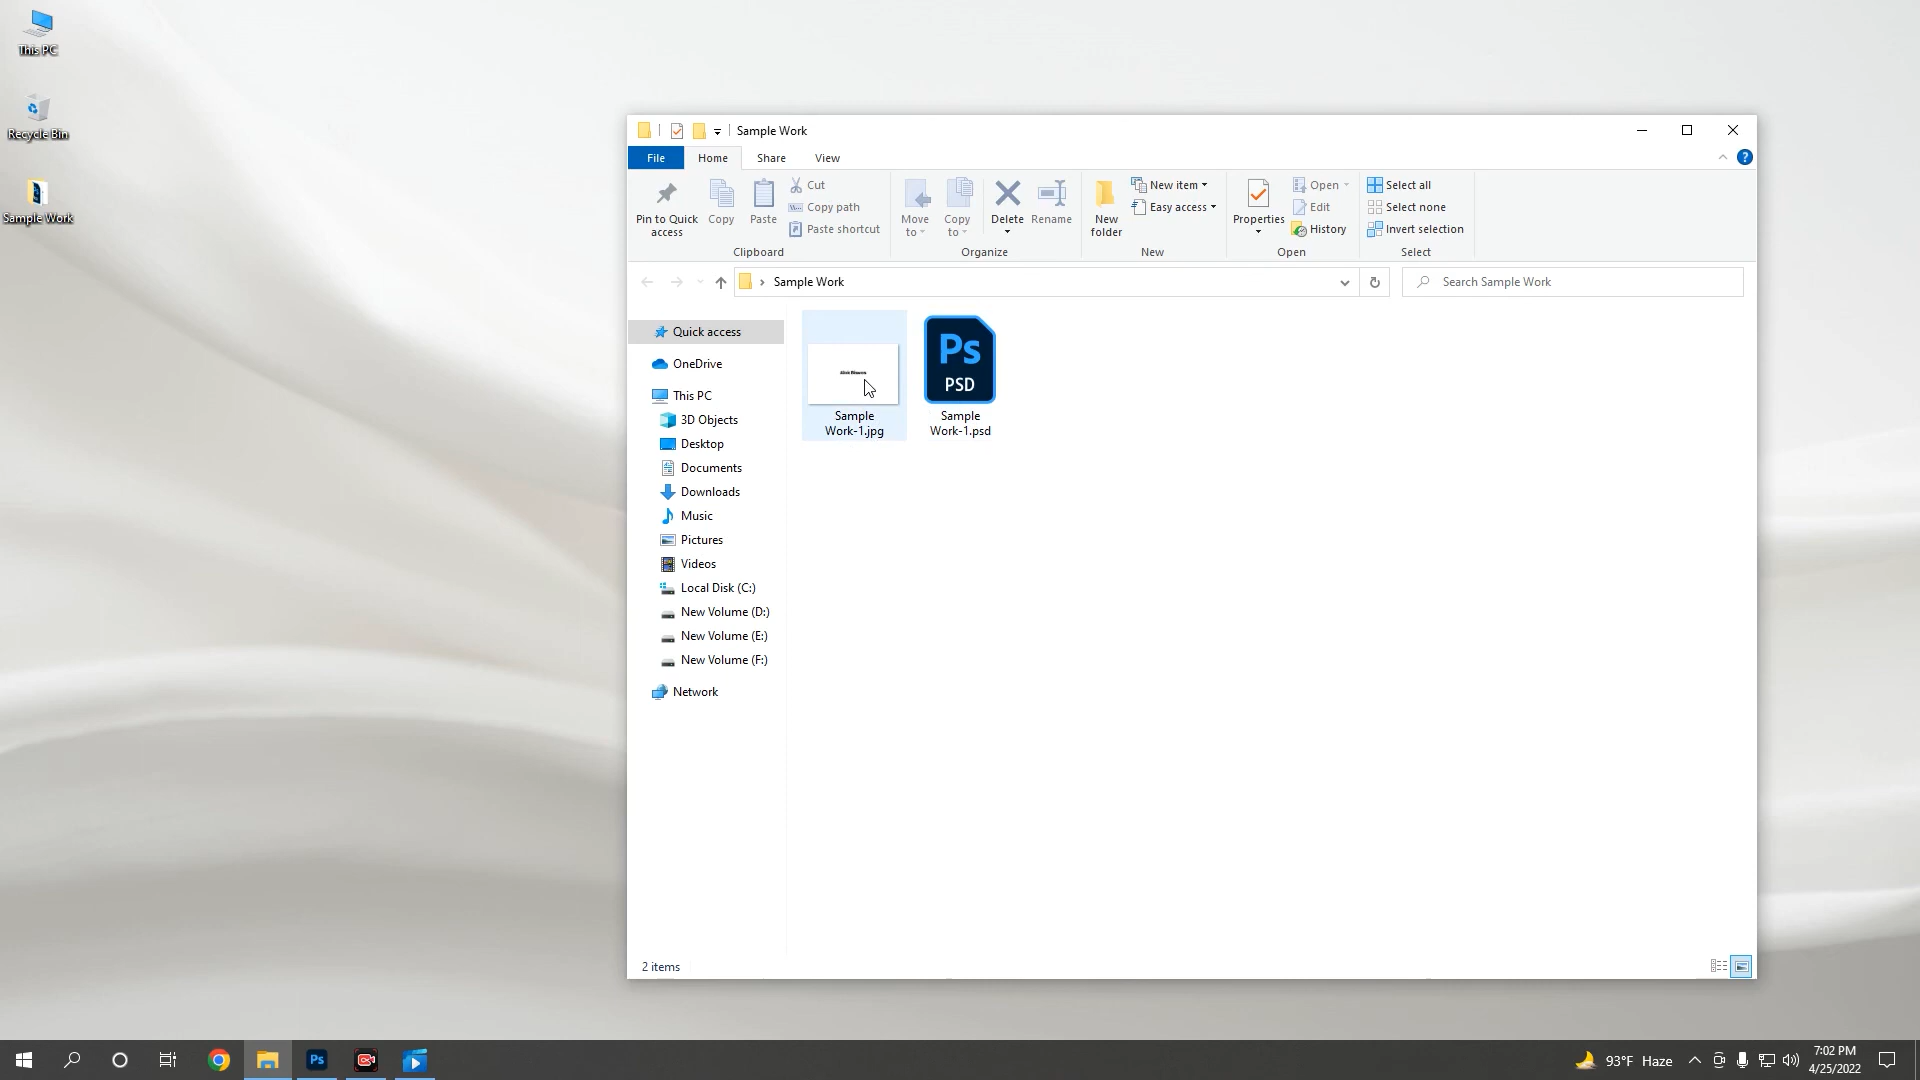 This PC
Recycle Bin
Sample Work
Sample Work
File Home Share View
Pin to Quick access
Copy
Paste
Cut
Copy path
Paste shortcut
Clipboard
Move to
Copy to
Delete
Rename
Organize
New folder
New item
Easy access
New
Properties
Open
Edit
History
Open
Select all
Select none
Invert selection
Select
Sample Work
Search Sample Work
Quick access
OneDrive
This PC
3D Objects
Desktop
Documents
Downloads
Music
Pictures
Videos
Local Disk (C:)
New Volume (D:)
New Volume (E:)
New Volume (F:)
Network
Sample
Work-1.jpg
Ps
PSD
Sample
Work-1.psd
2 items
Ps
93°F Haze
7:02 PM
4/25/2022